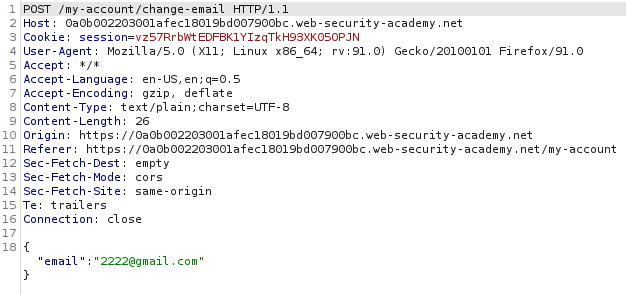 1 POST /my-account/change-email HTTP/1.1
2 Host: 0a0b002203001afec18019bd007900bc.web-security-academy.net
3 Cookie: session=vz57RrbWtEDFBK1YIzqTkH93XK05OPJN
4 User-Agent: Mozilla/5.0 (X11; Linux x86_64; rv:91.0) Gecko/20100101 Firefox/91.0
5 Accept: */*
6 Accept-Language: en-US,en;q=0.5
7 Accept-Encoding: gzip, deflate
8 Content-Type: text/plain;charset=UTF-8
9 Content-Length: 26
10 Origin: https://0a0b002203001afec18019bd007900bc.web-security-academy.net
11 Referer: https://0a0b002203001afec18019bd007900bc.web-security-academy.net/my-account
12 Sec-Fetch-Dest: empty
13 Sec-Fetch-Mode: cors
14 Sec-Fetch-Site: same-origin
15 Te: trailers
16 Connection: close
17
18 {
"email":"2222@gmail.com"
}